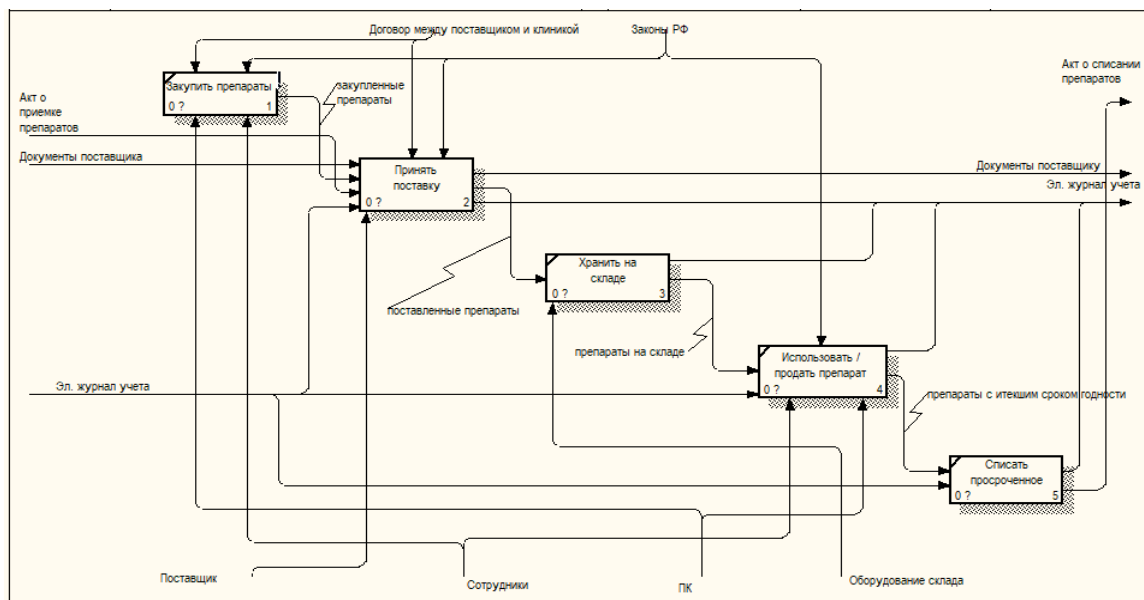 Договор между поставщиком и клиникой
Законы РФ
Акт о списании
препаратов
Закупить препараты
0 ?
1
закупленные
препараты
Акт о
приемке
препаратов
Документы поставщика
Принять
поставку
0 ?
2
Документы поставщику
Эл. журнал учета
Хранить на
складе
0 ?
3
поставленные препараты
препараты на складе
Использовать /
продать препарат
0 ?
4
Эл. журнал учета
препараты с итекшим сроком годности
Списать
просроченное
0 ?
5
Поставщик
Сотрудники
ПК
Оборудование склада